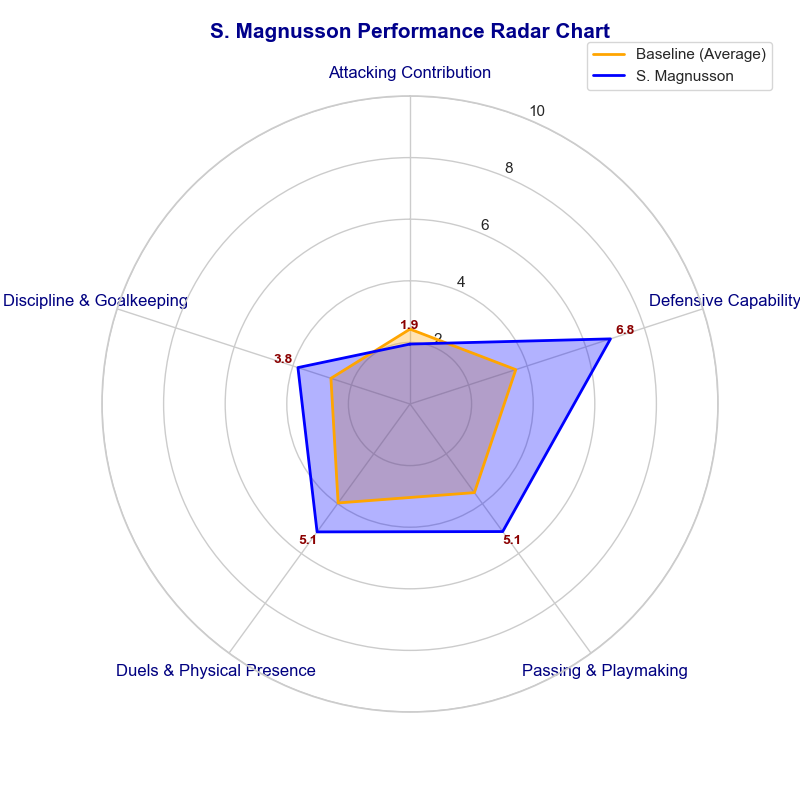 S. Magnusson Performance Radar Chart
Baseline (Average)
S. Magnusson
Attacking Contribution
10
8
6
4
2
Discipline & Goalkeeping
Defensive Capability
1.9
6.8
3.8
5.1
5.1
Duels & Physical Presence
Passing & Playmaking